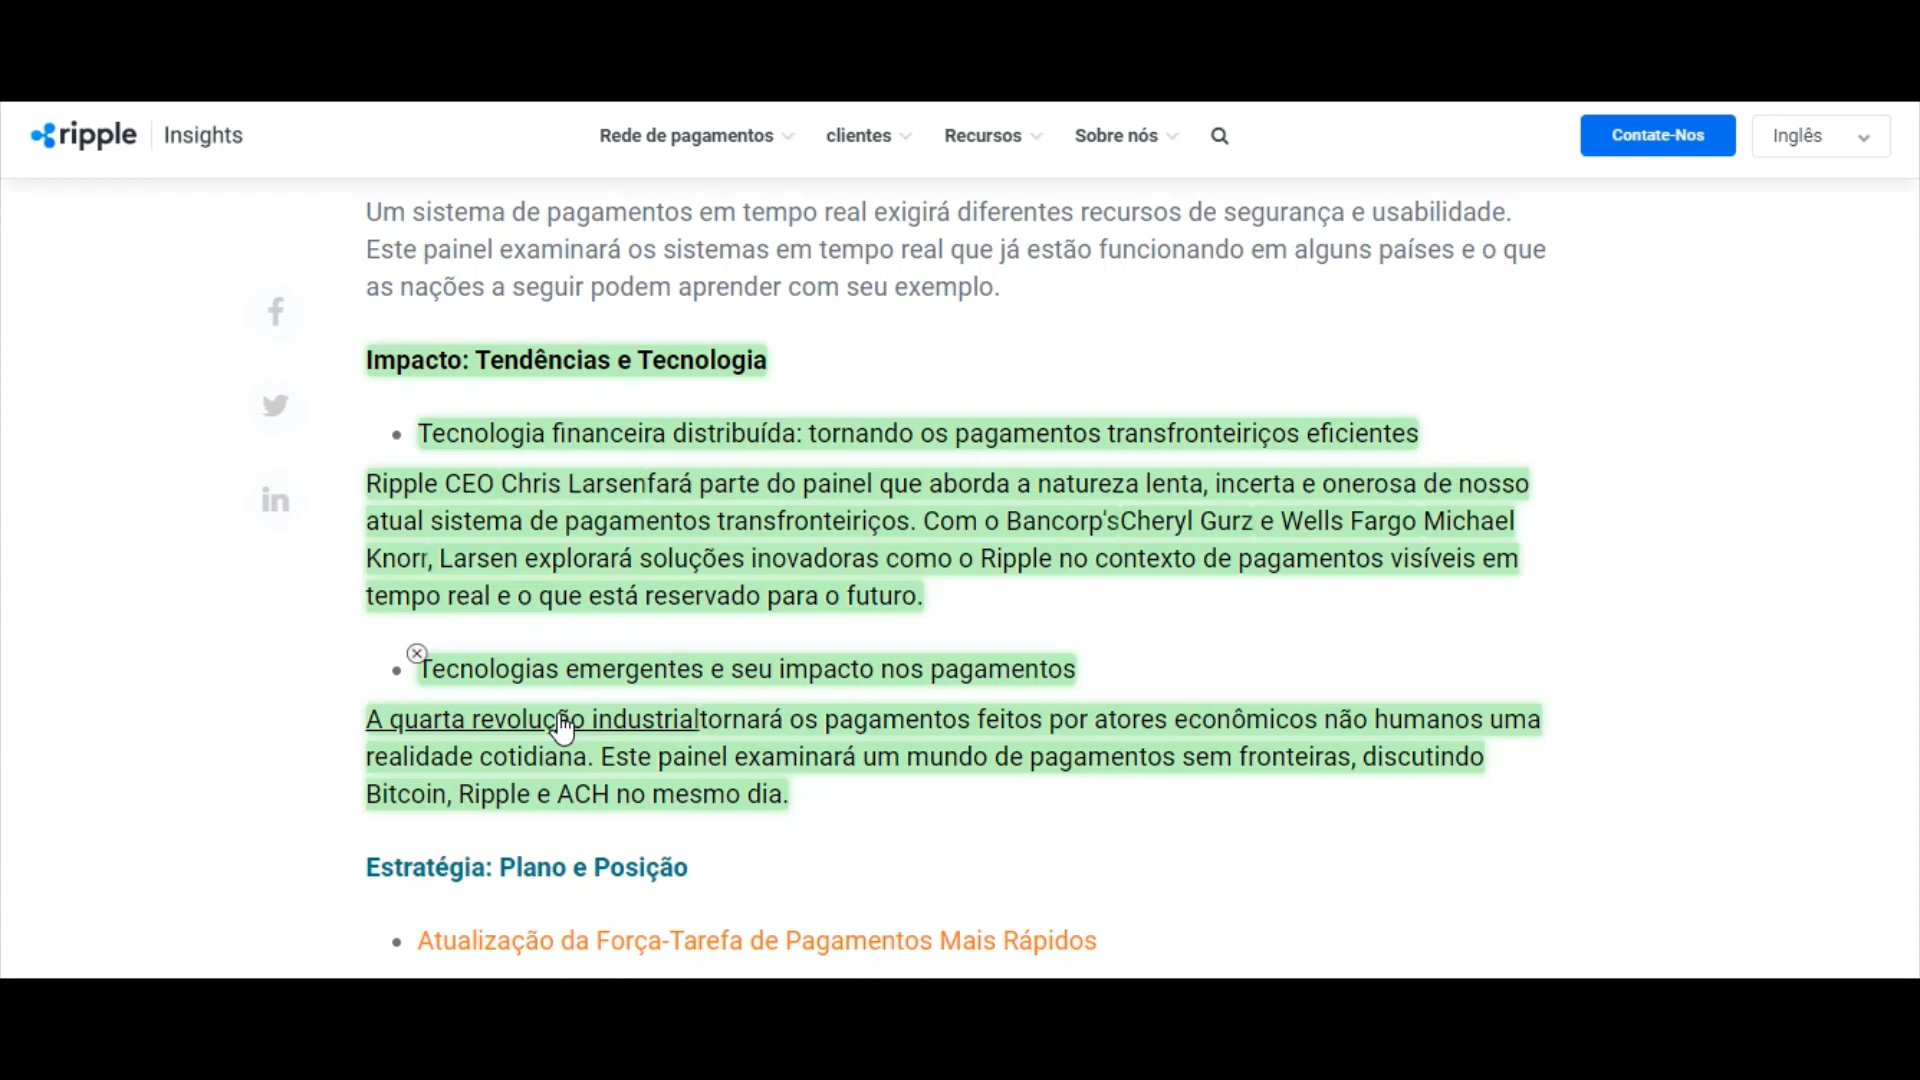 ripple Insights Rede de pagamentos clientes Recursos Sobre nós Contate-Nos Inglês
Um sistema de pagamentos em tempo real exigirá diferentes recursos de segurança e usabilidade.
Este painel examinará os sistemas em tempo real que já estão funcionando em alguns países e o que
as nações a seguir podem aprender com seu exemplo.
Impacto: Tendências e Tecnologia
Tecnologia financeira distribuída: tornando os pagamentos transfronteiriços eficientes
Ripple CEO Chris Larsenfará parte do painel que aborda a natureza lenta, incerta e onerosa de nosso
atual sistema de pagamentos transfronteiriços. Com o Bancorp'sCheryl Gurz e Wells Fargo Michael
Knorr, Larsen explorará soluções inovadoras como o Ripple no contexto de pagamentos visíveis em
tempo real e o que está reservado para o futuro.
Tecnologias emergentes e seu impacto nos pagamentos
A quarta revolução industrialtornará os pagamentos feitos por atores econômicos não humanos uma
realidade cotidiana. Este painel examinará um mundo de pagamentos sem fronteiras, discutindo
Bitcoin, Ripple e ACH no mesmo dia.
Estratégia: Plano e Posição
Atualização da Força-Tarefa de Pagamentos Mais Rápidos